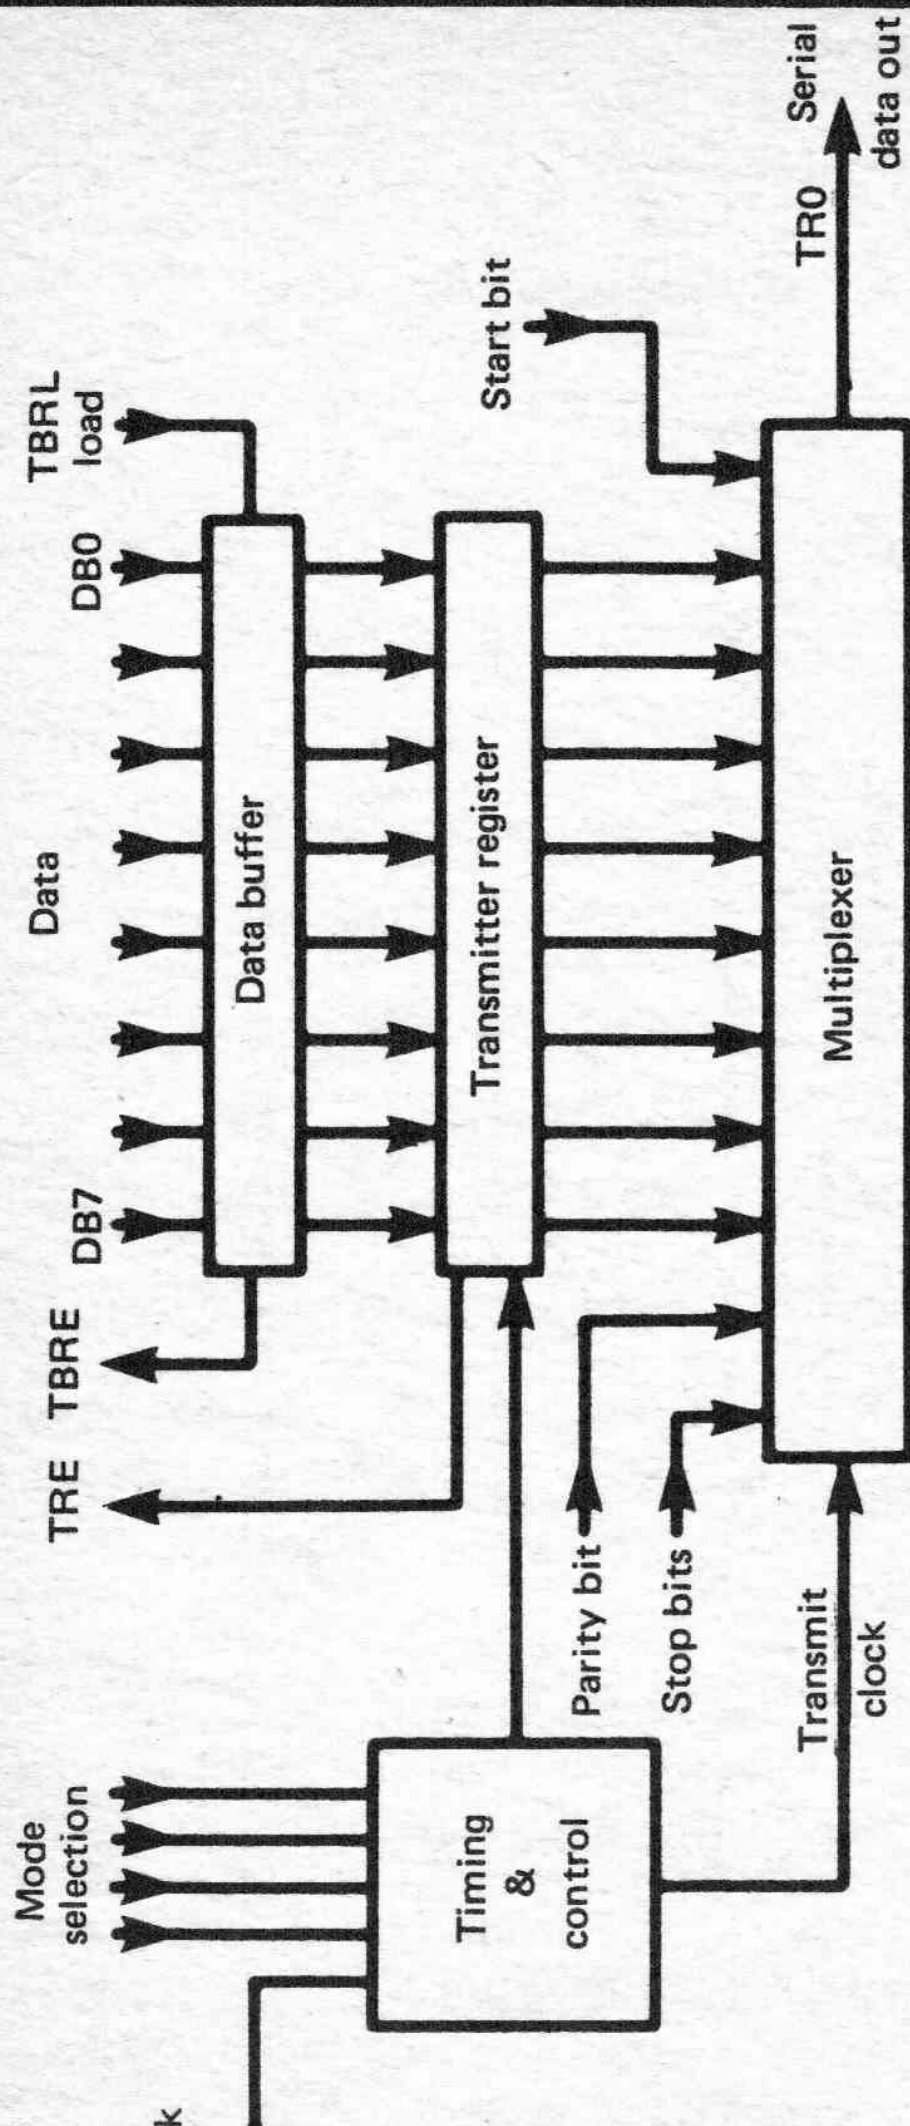 Mode
selection
TRE
TBRE
DB7
Data
DB0
TBRL
load
Data buffer
Transmitter register
Timing
&
control
Parity bit
Stop bits
Start bit
Transmit
clock
Multiplexer
TRO
Serial
data out